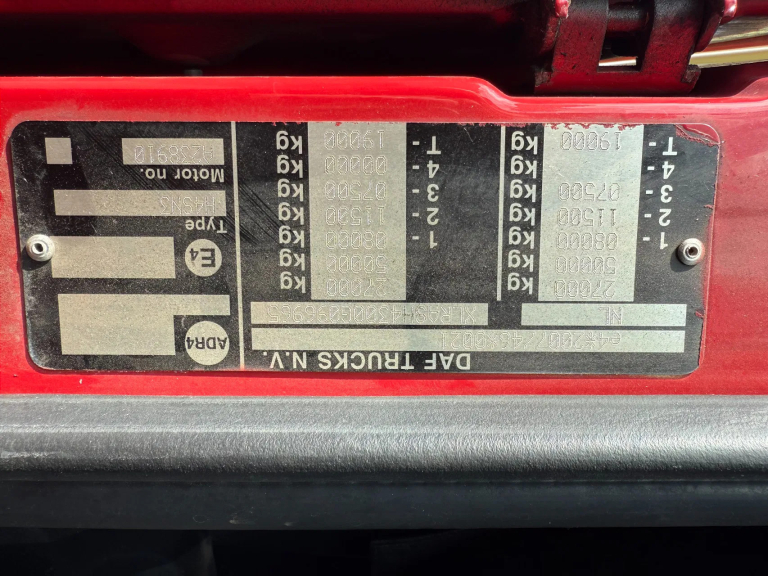 DAF TRUCKS N.V.
NL
27000 kg
50000 kg
1 - 08000 kg
2 - 11500 kg
3 - 07500 kg
4 - kg
T - 19000 kg
27000 kg
50000 kg
1 - 08000 kg
2 - 11500 kg
3 - 07500 kg
4 - 00000 kg
T - 19000 kg
ADR4
E4
Type
H4SN3
Motor no.
A238910